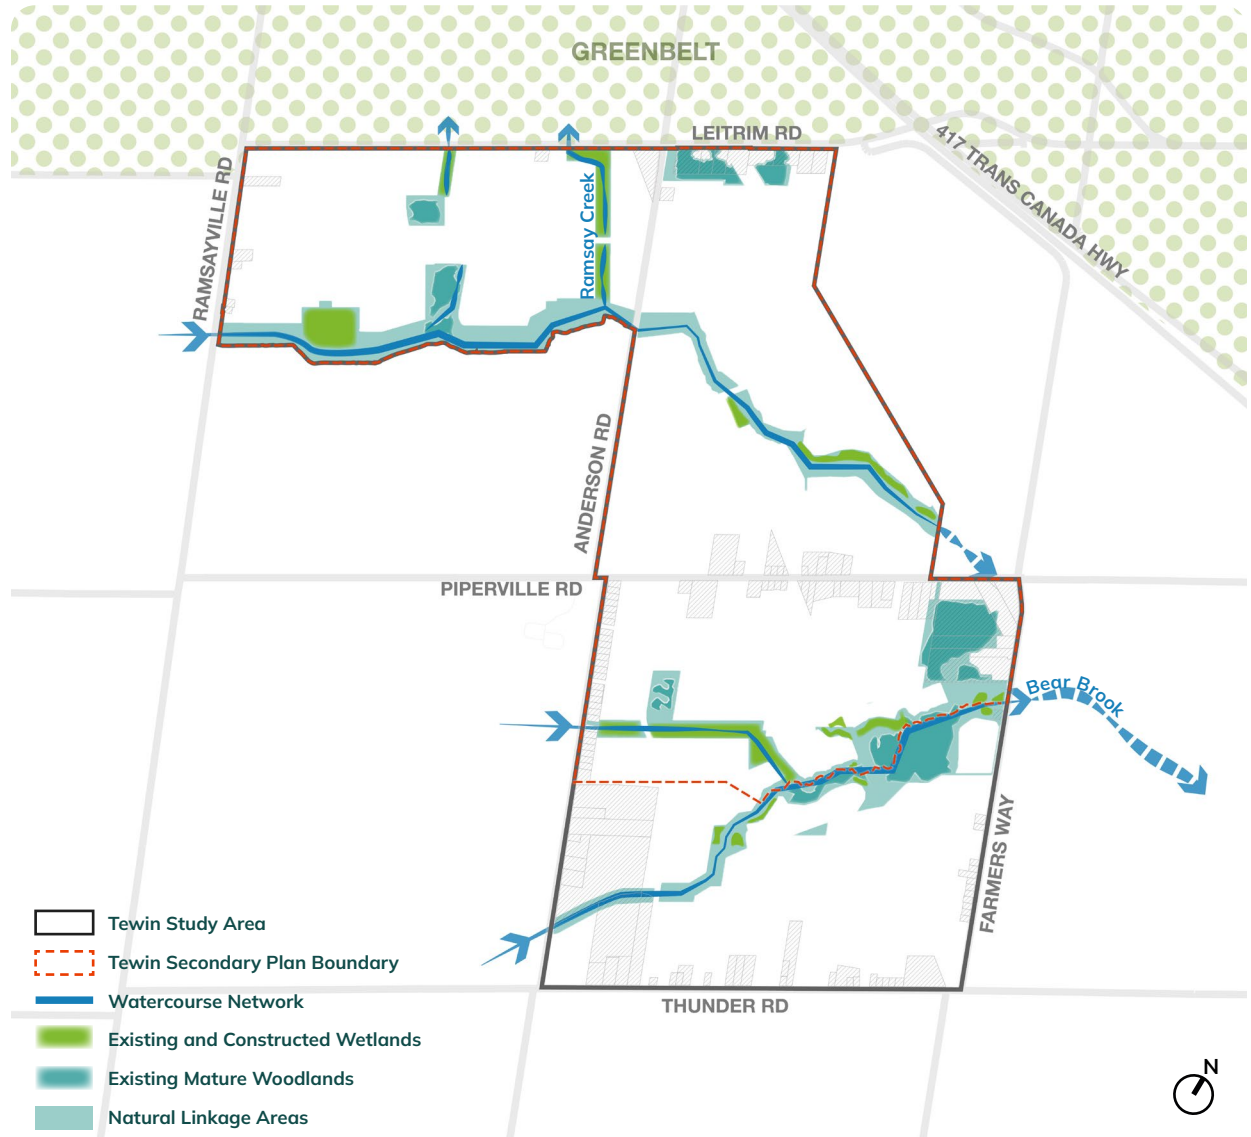 GREENBELT
LEITRIM RD
417 TRANS CANADA HWY
RAMSAYVILLE RD
Ramsay Creek
ANDERSON RD
PIPERVILLE RD
Bear Brook
FARMERS WAY
THUNDER RD
Tewin Study Area
Tewin Secondary Plan Boundary
Watercourse Network
Existing and Constructed Wetlands
Existing Mature Woodlands
Natural Linkage Areas
N